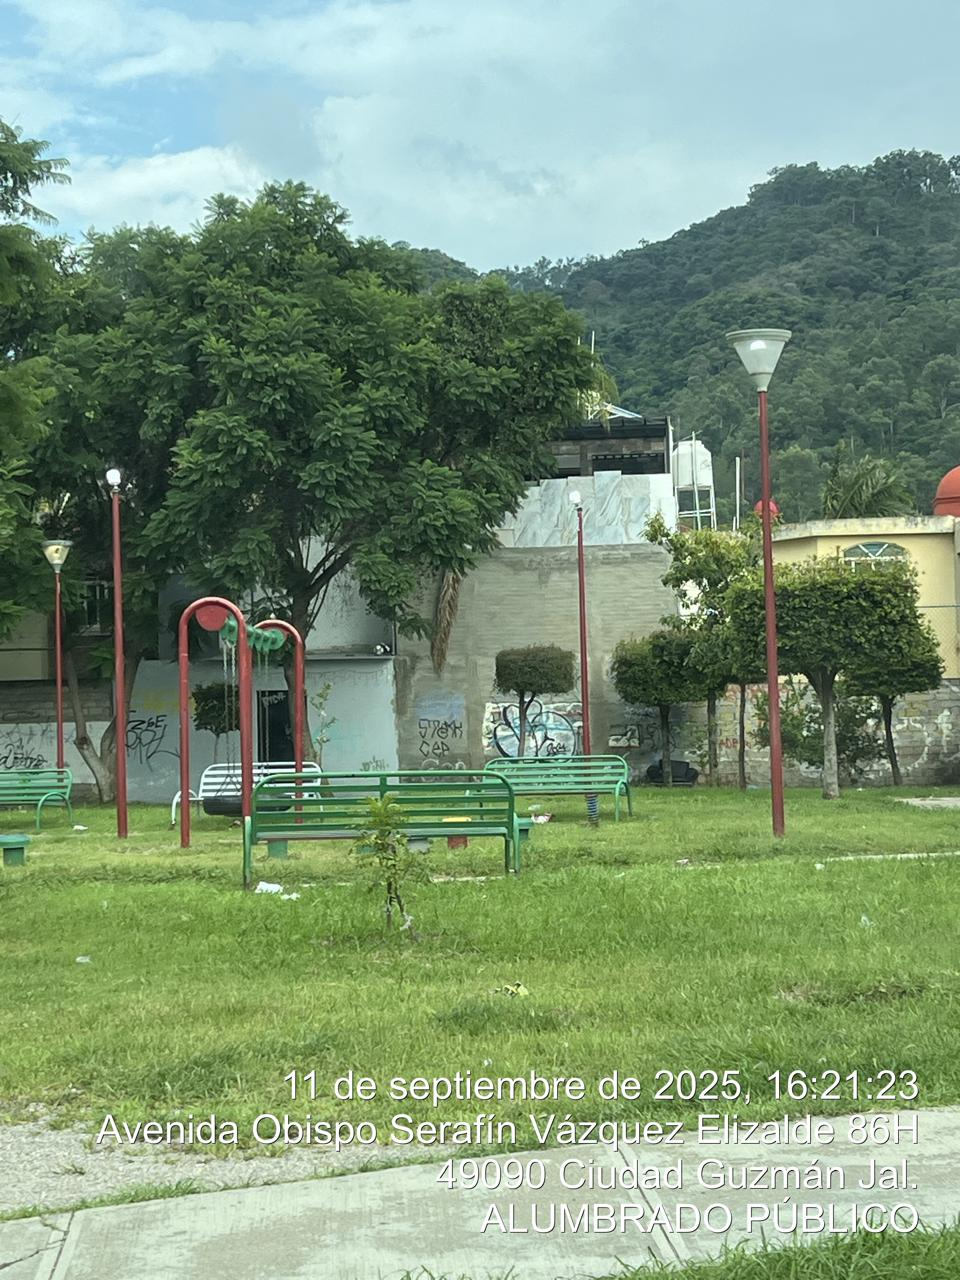 11 de septiembre de 2025, 16:21:23
Avenida Obispo Serafín Vázquez Elizalde 86H
49090 Ciudad Guzmán Jal.
ALUMBRADO PÚBLICO